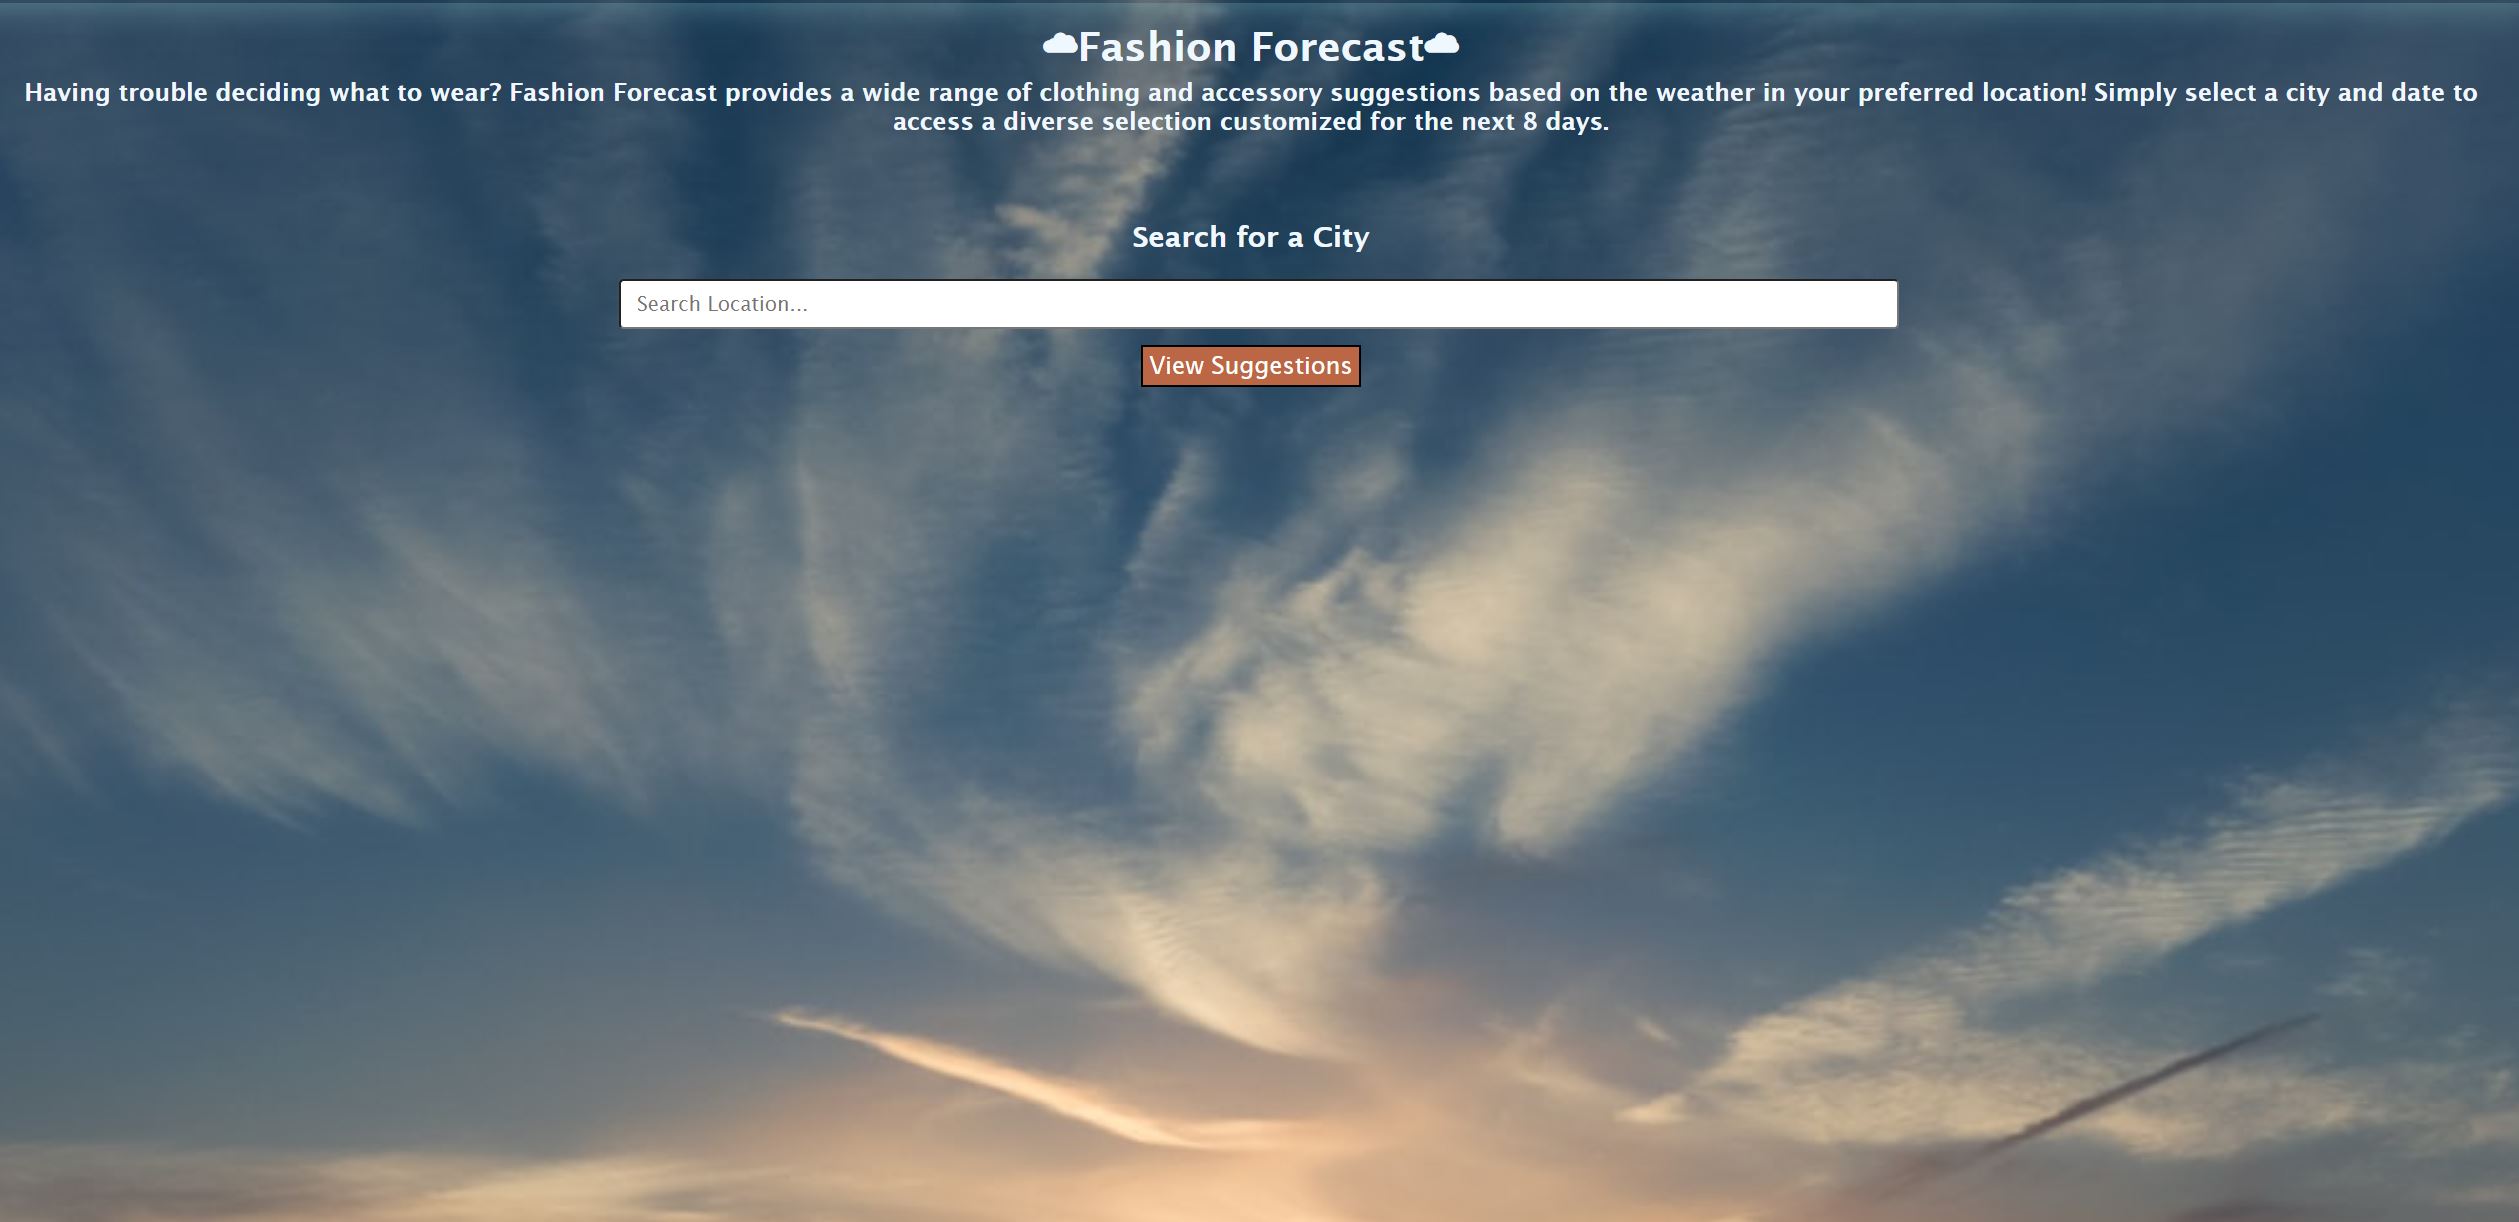 Fashion Forecast
Having trouble deciding what to wear? Fashion Forecast provides a wide range of clothing and accessory suggestions based on the weather in your preferred location! Simply select a city and date to
access a diverse selection customized for the next 8 days.
Search for a City
Search Location...
View Suggestions